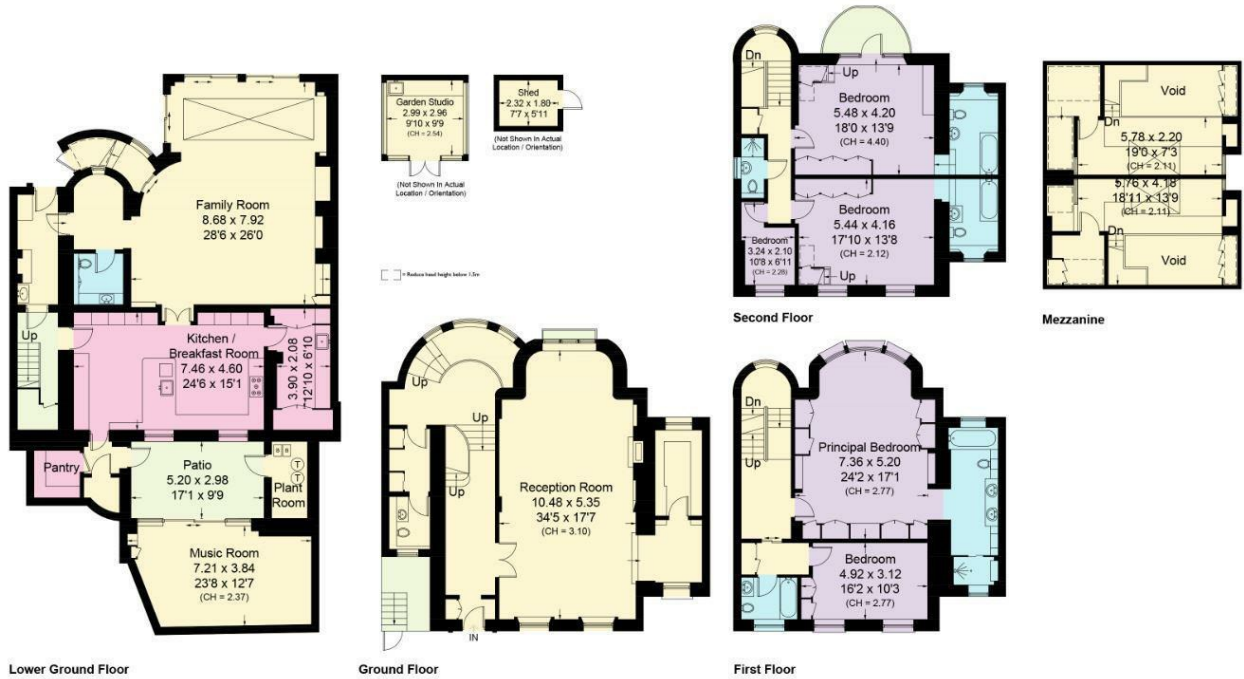 Family Room
8.68 x 7.92
28'6 x 26'0
Up
Kitchen /
Breakfast Room
7.46 x 4.60
24'6 x 15'1
3.90 x 2.08
12'10 x 6'10
Pantry
Patio
5.20 x 2.98
17'1 x 9'9
Plant
Room
T
T
Music Room
7.21 x 3.84
23'8 x 12'7
(CH = 2.37)
Lower Ground Floor
Garden Studio
2.99 x 2.96
9'10 x 9'9
(CH = 2.54)
(Not Shown In Actual
Location / Orientation)
Shed
2.32 x 1.80
7'7 x 5'11
(Not Shown In Actual
Location / Orientation)
= Reduce head height below 1.5m
Up
Up
Up
Reception Room
10.48 x 5.35
34'5 x 17'7
(CH = 3.10)
IN
Ground Floor
Dn
Up
Bedroom
5.48 x 4.20
18'0 x 13'9
(CH = 4.40)
Bedroom
5.44 x 4.16
17'10 x 13'8
(CH = 2.12)
Up
Bedroom
3.24 x 2.10
10'8 x 6'11
(CH = 2.28)
Second Floor
Void
Dn
5.78 x 2.20
19'0 x 7'3
(CH = 2.11)
5.76 x 4.18
18'11 x 13'9
(CH = 2.11)
Dn
Void
Mezzanine
Dn
Up
Principal Bedroom
7.36 x 5.20
24'2 x 17'1
(CH = 2.77)
Bedroom
4.92 x 3.12
16'2 x 10'3
(CH = 2.77)
First Floor